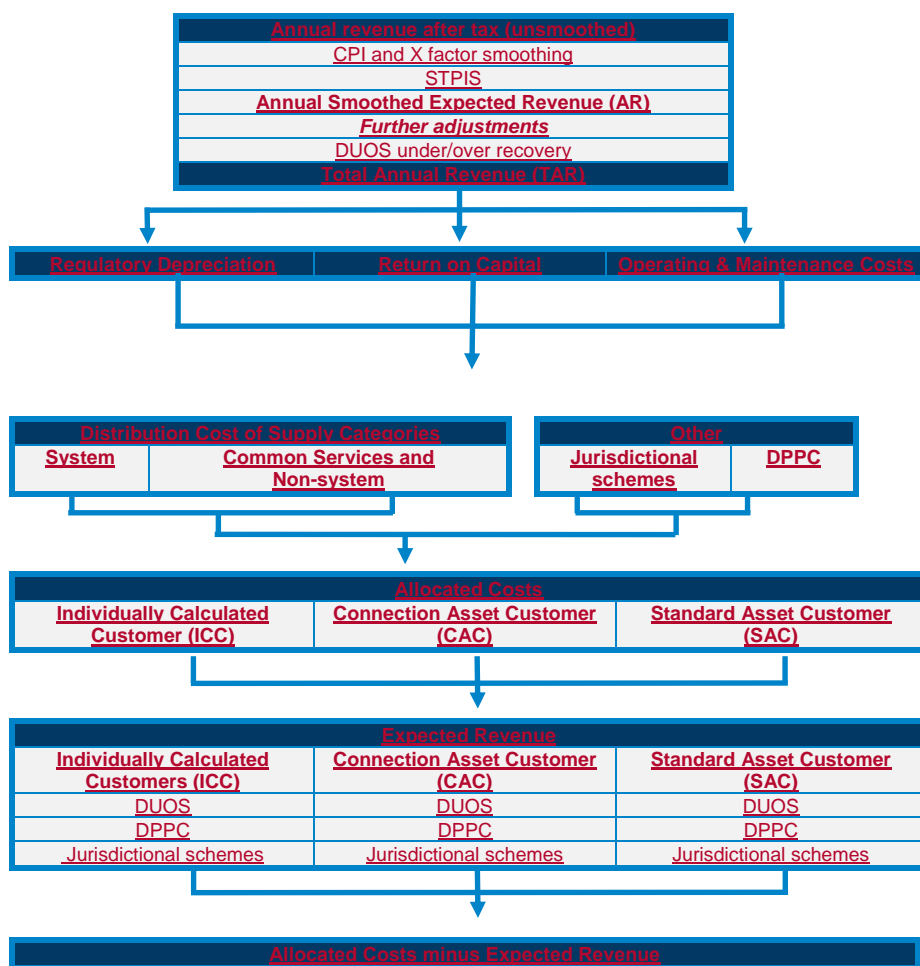 Annual revenue after tax (unsmoothed)
CPI and X factor smoothing
STPIS
Annual Smoothed Expected Revenue (AR)
Further adjustments
DUOS under/over recovery
Total Annual Revenue (TAR)
Regulatory Depreciation
Return on Capital
Operating & Maintenance Costs
Distribution Cost of Supply Categories
System
Common Services and
Non-system
Other
Jurisdictional
schemes
DPPC
Allocated Costs
Individually Calculated
Customer (ICC)
Connection Asset Customer
(CAC)
Standard Asset Customer
(SAC)
Expected Revenue
Individually Calculated
Customers (ICC)
Connection Asset Customer
(CAC)
Standard Asset Customer
(SAC)
DUOS
DUOS
DUOS
DPPC
DPPC
DPPC
Jurisdictional schemes
Jurisdictional schemes
Jurisdictional schemes
Allocated Costs minus Expected Revenue